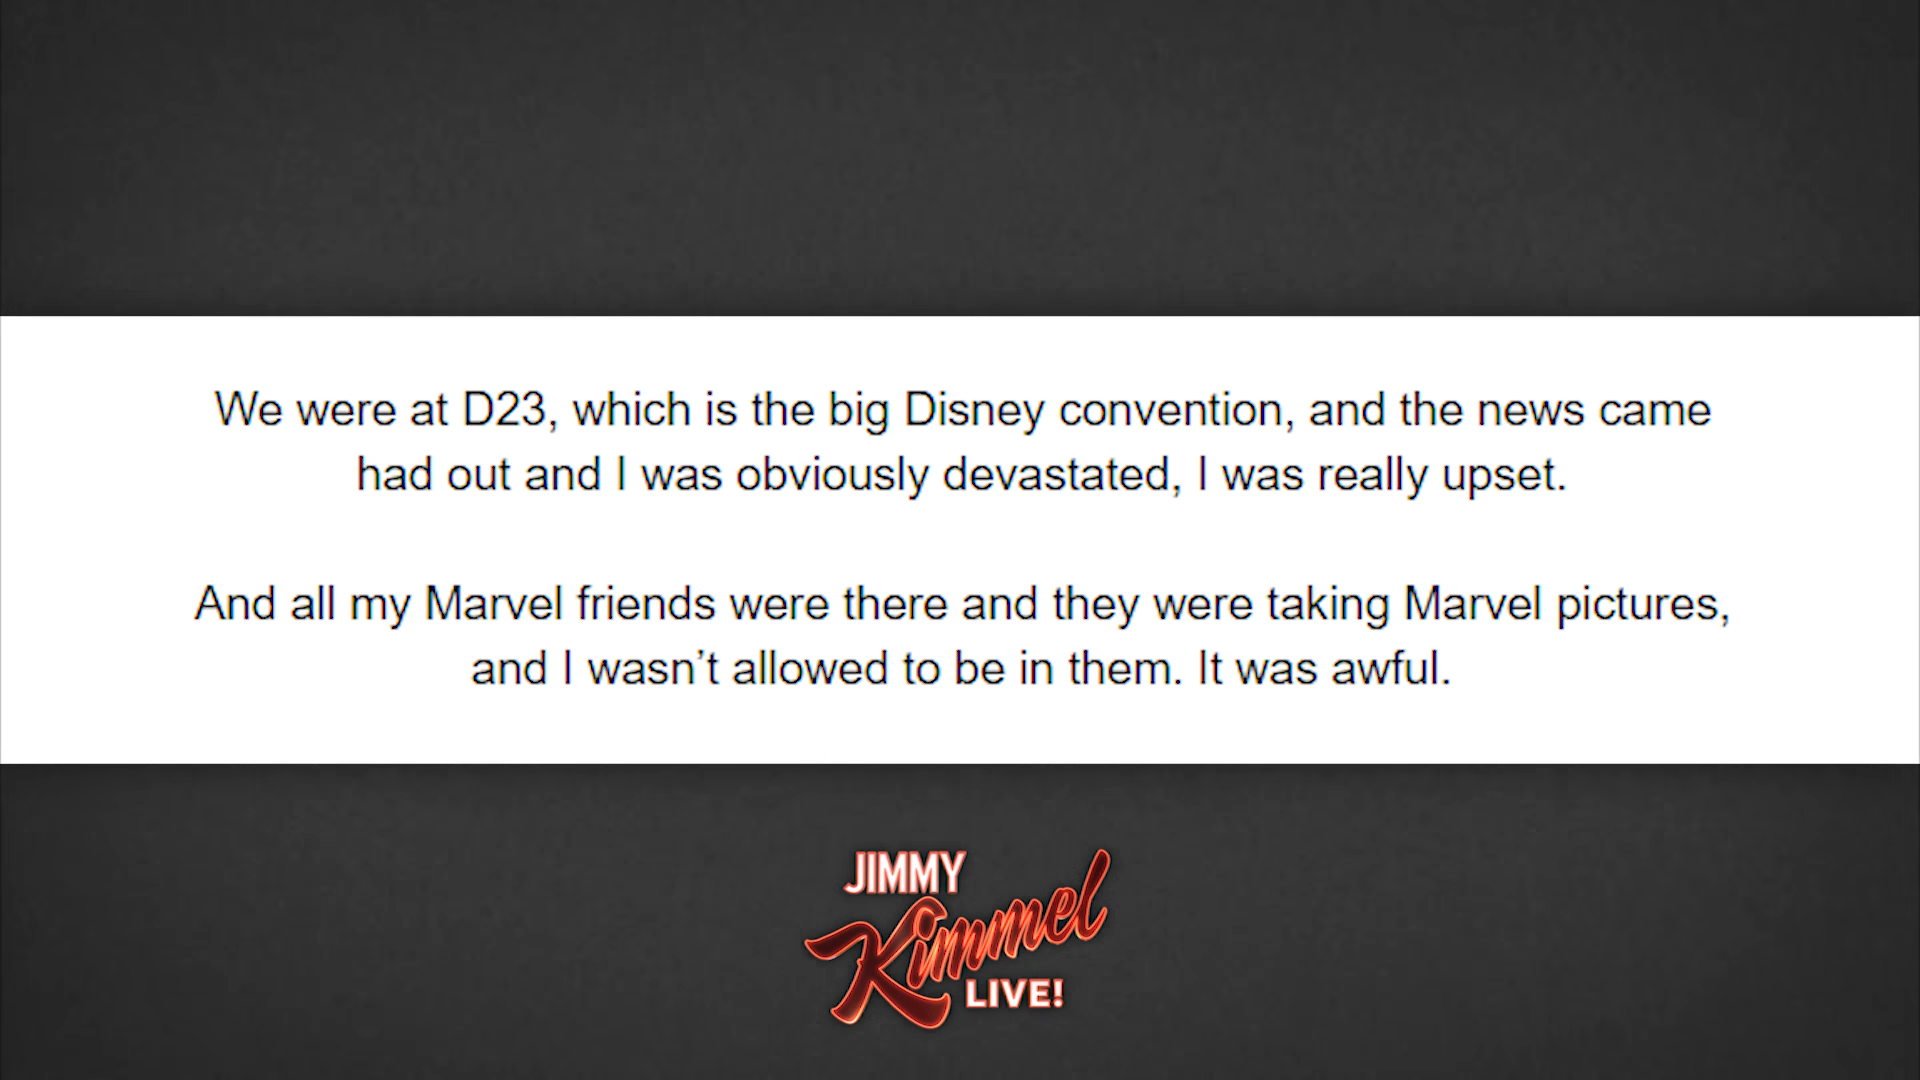 We were at D23, which is the big Disney convention, and the news came
had out and I was obviously devastated, I was really upset.
And all my Marvel friends were there and they were taking Marvel pictures,
and I wasn’t allowed to be in them. It was awful.
JIMMY
Kimmel
LIVE!